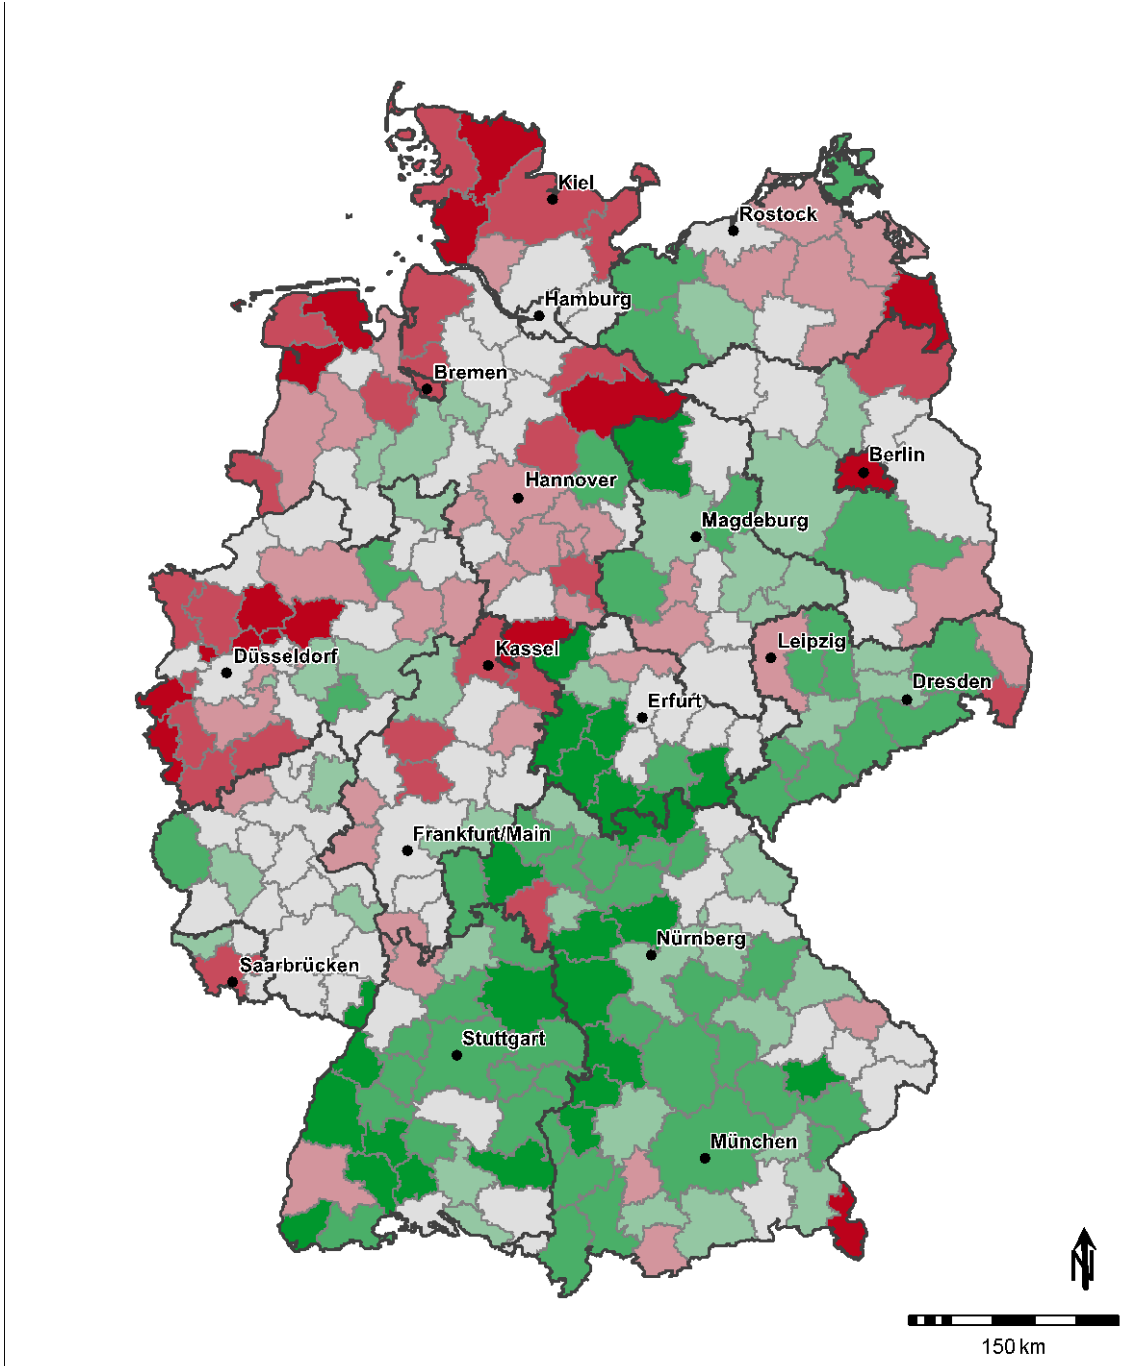 Kiel
Rostock
Hamburg
Bremen
Berlin
Hannover
Magdeburg
Leipzig
Kassel
Düsseldorf
Dresden
Erfurt
Frankfurt/Main
Nürnberg
Saarbrücken
Stuttgart
München
N
150 km